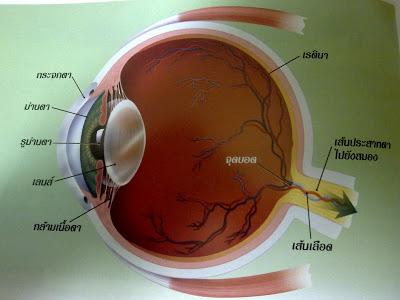 กระจกตา
ม่านตา
รูม่านตา
เลนส์
กล้ามเนื้อตา
เรตินา
จุดบอด
เส้นประสาทตา
ไปยังสมอง
เส้นเลือด